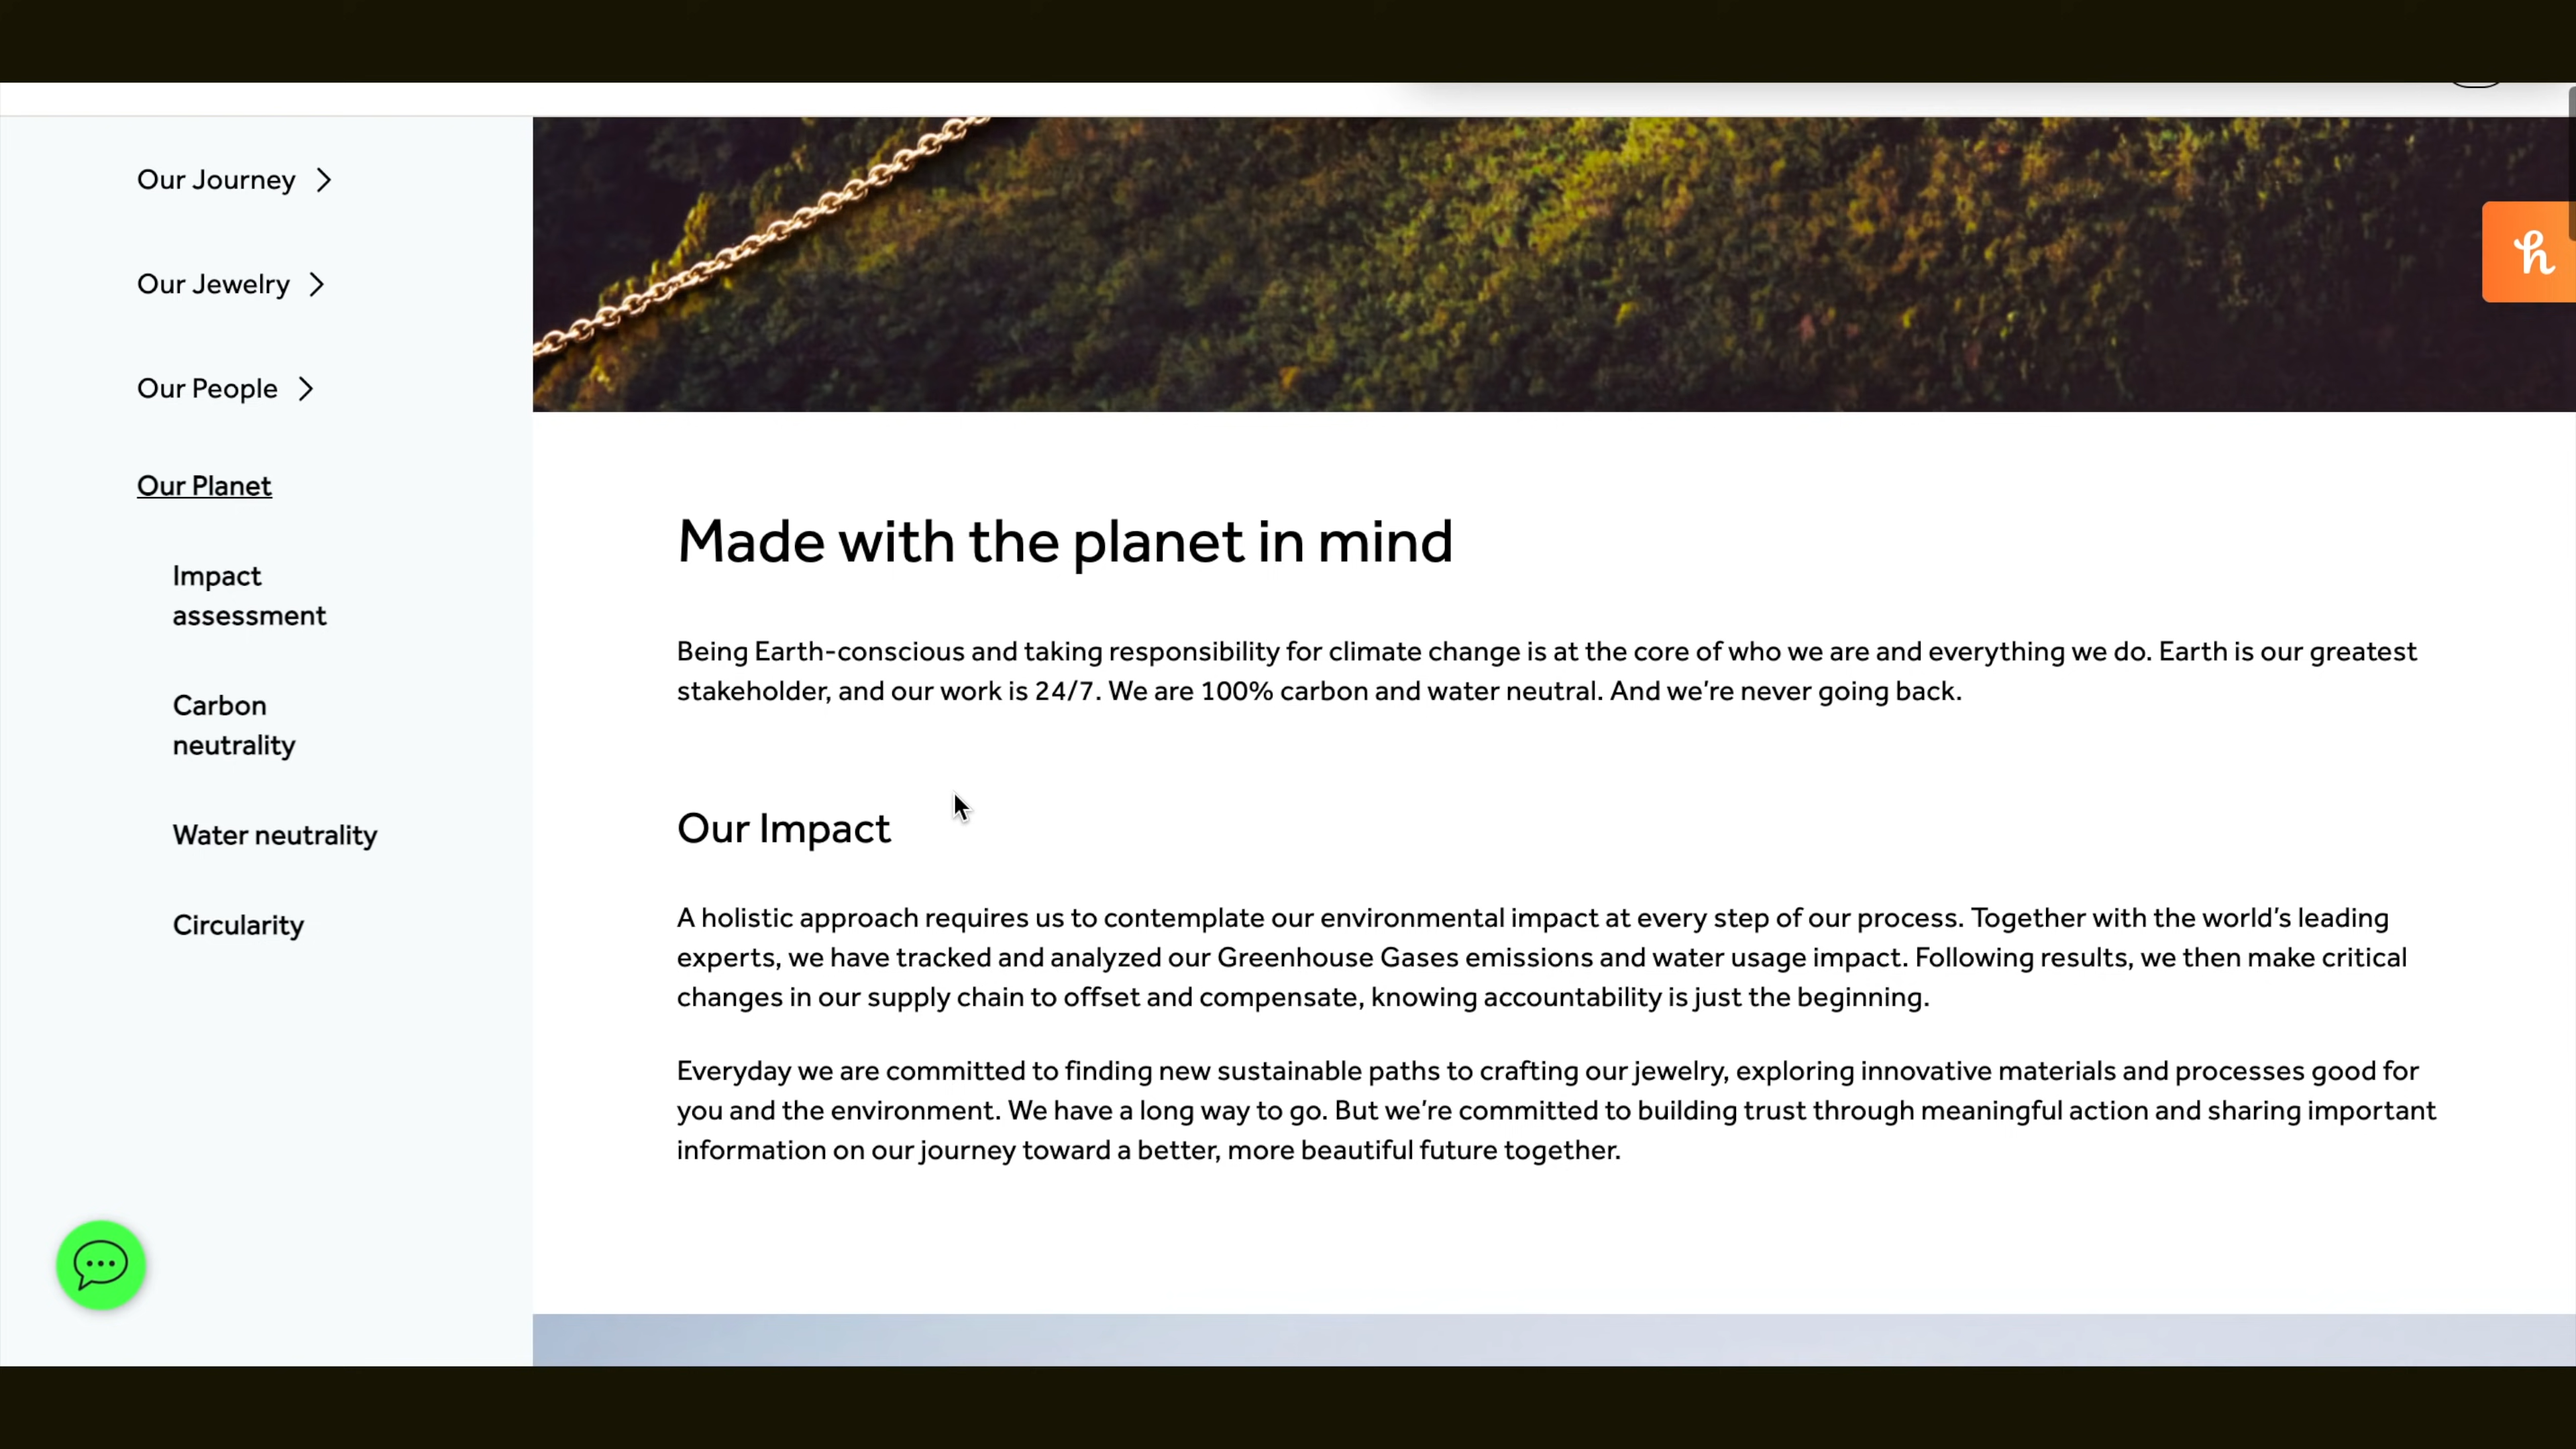 Our Journey
Our Jewelry
Our People
Our Planet
Impact
assessment
Carbon
neutrality
Water neutrality
Circularity
Made with the planet in mind
Being Earth-conscious and taking responsibility for climate change is at the core of who we are and everything we do. Earth is our greatest
stakeholder, and our work is 24/7. We are 100% carbon and water neutral. And we’re never going back.
Our Impact
A holistic approach requires us to contemplate our environmental impact at every step of our process. Together with the world’s leading
experts, we have tracked and analyzed our Greenhouse Gases emissions and water usage impact. Following results, we then make critical
changes in our supply chain to offset and compensate, knowing accountability is just the beginning.
Everyday we are committed to finding new sustainable paths to crafting our jewelry, exploring innovative materials and processes good for
you and the environment. We have a long way to go. But we’re committed to building trust through meaningful action and sharing important
information on our journey toward a better, more beautiful future together.
h